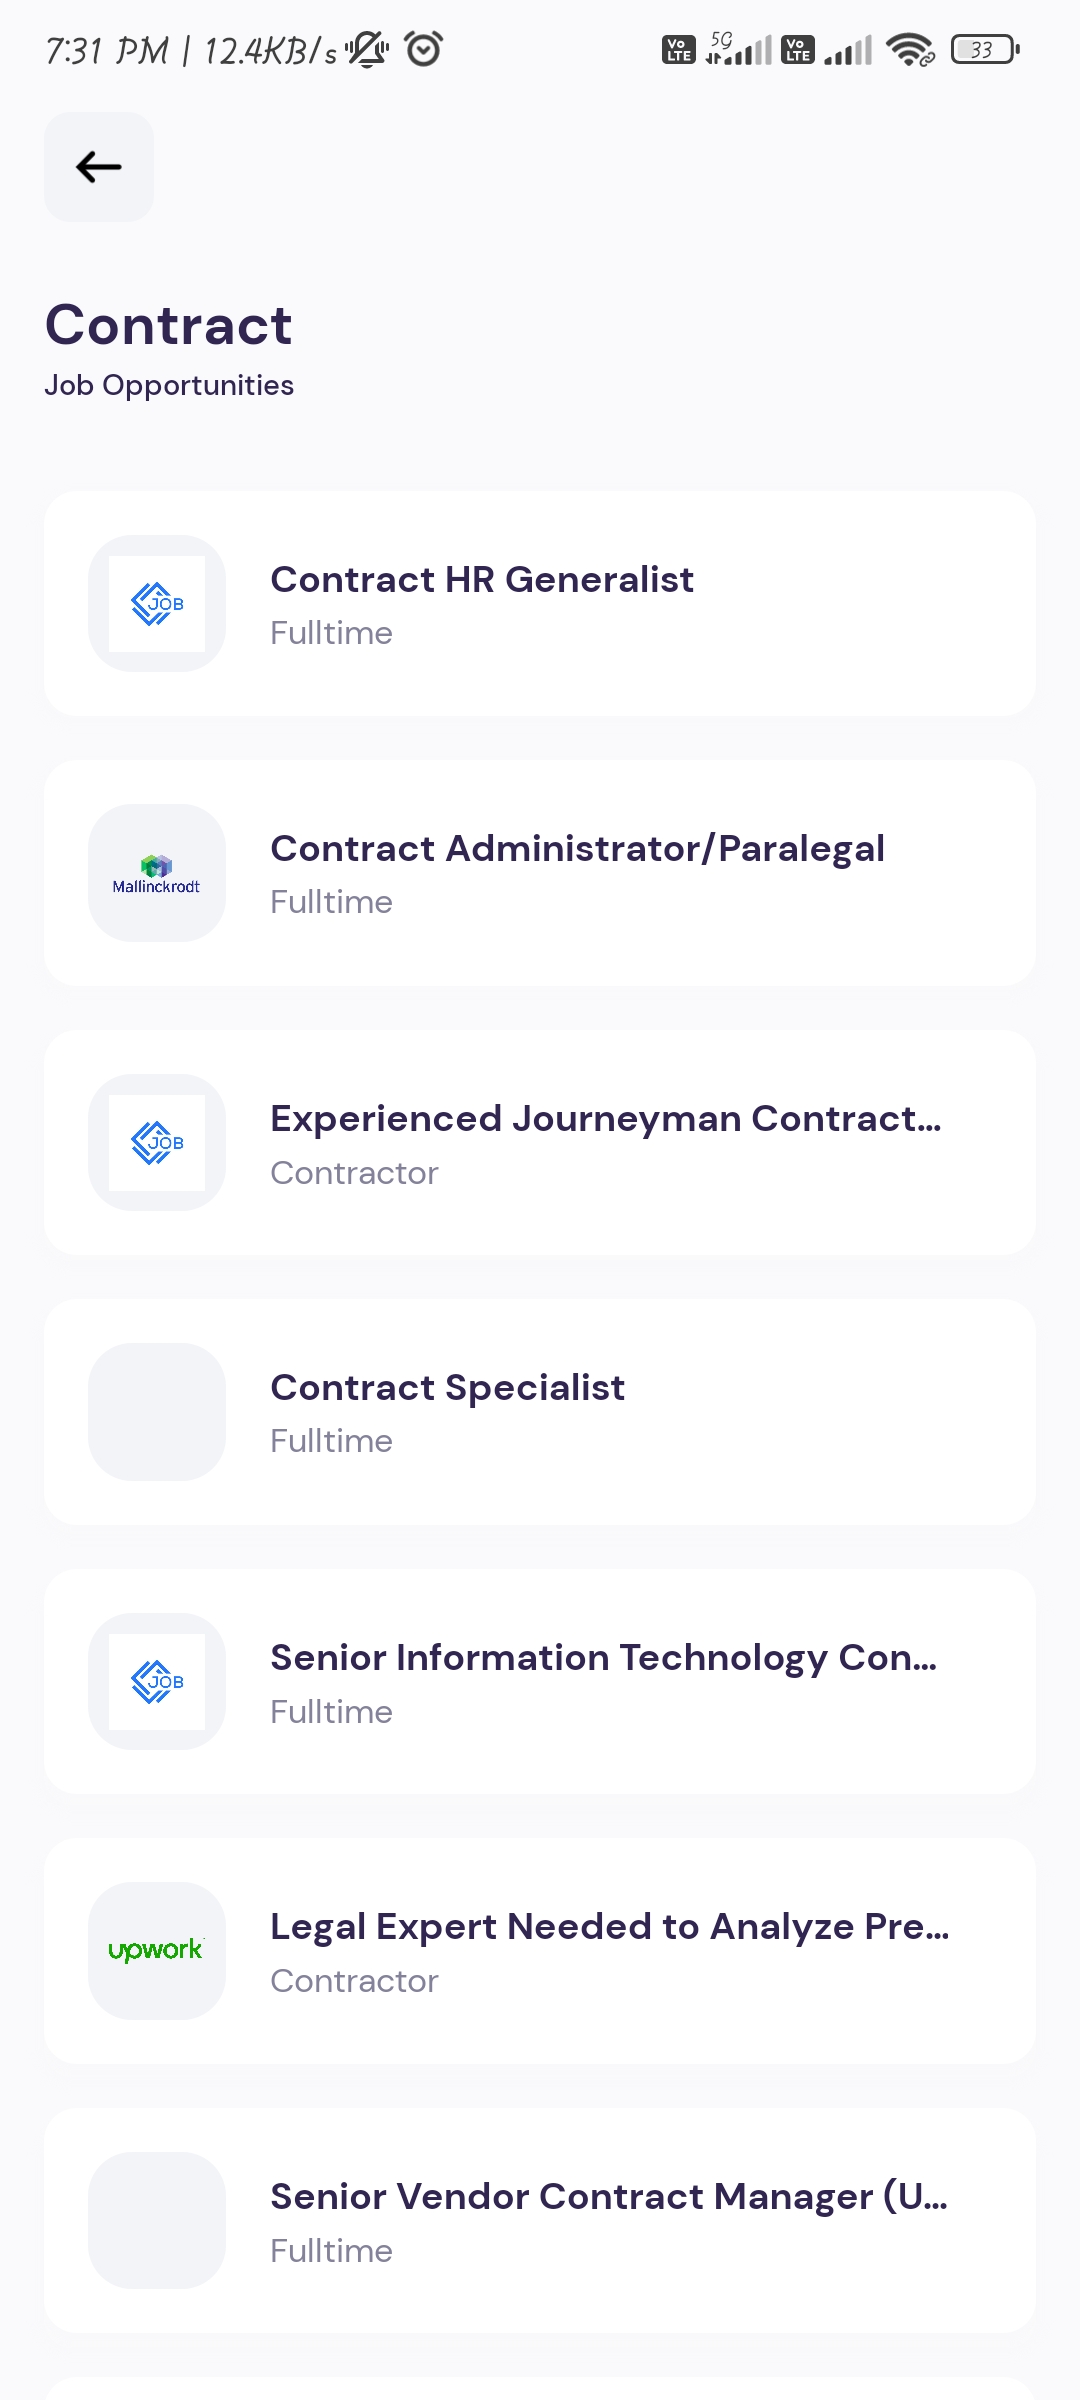 7:31 PM | 12.4KB/s
Vo LTE 5G Vo LTE 33
Contract
Job Opportunities
JOB
Contract HR Generalist
Fulltime
Mallinckrodt
Contract Administrator/Paralegal
Fulltime
JOB
Experienced Journeyman Contract...
Contractor
Contract Specialist
Fulltime
JOB
Senior Information Technology Con...
Fulltime
upwork
Legal Expert Needed to Analyze Pre...
Contractor
Senior Vendor Contract Manager (U...
Fulltime